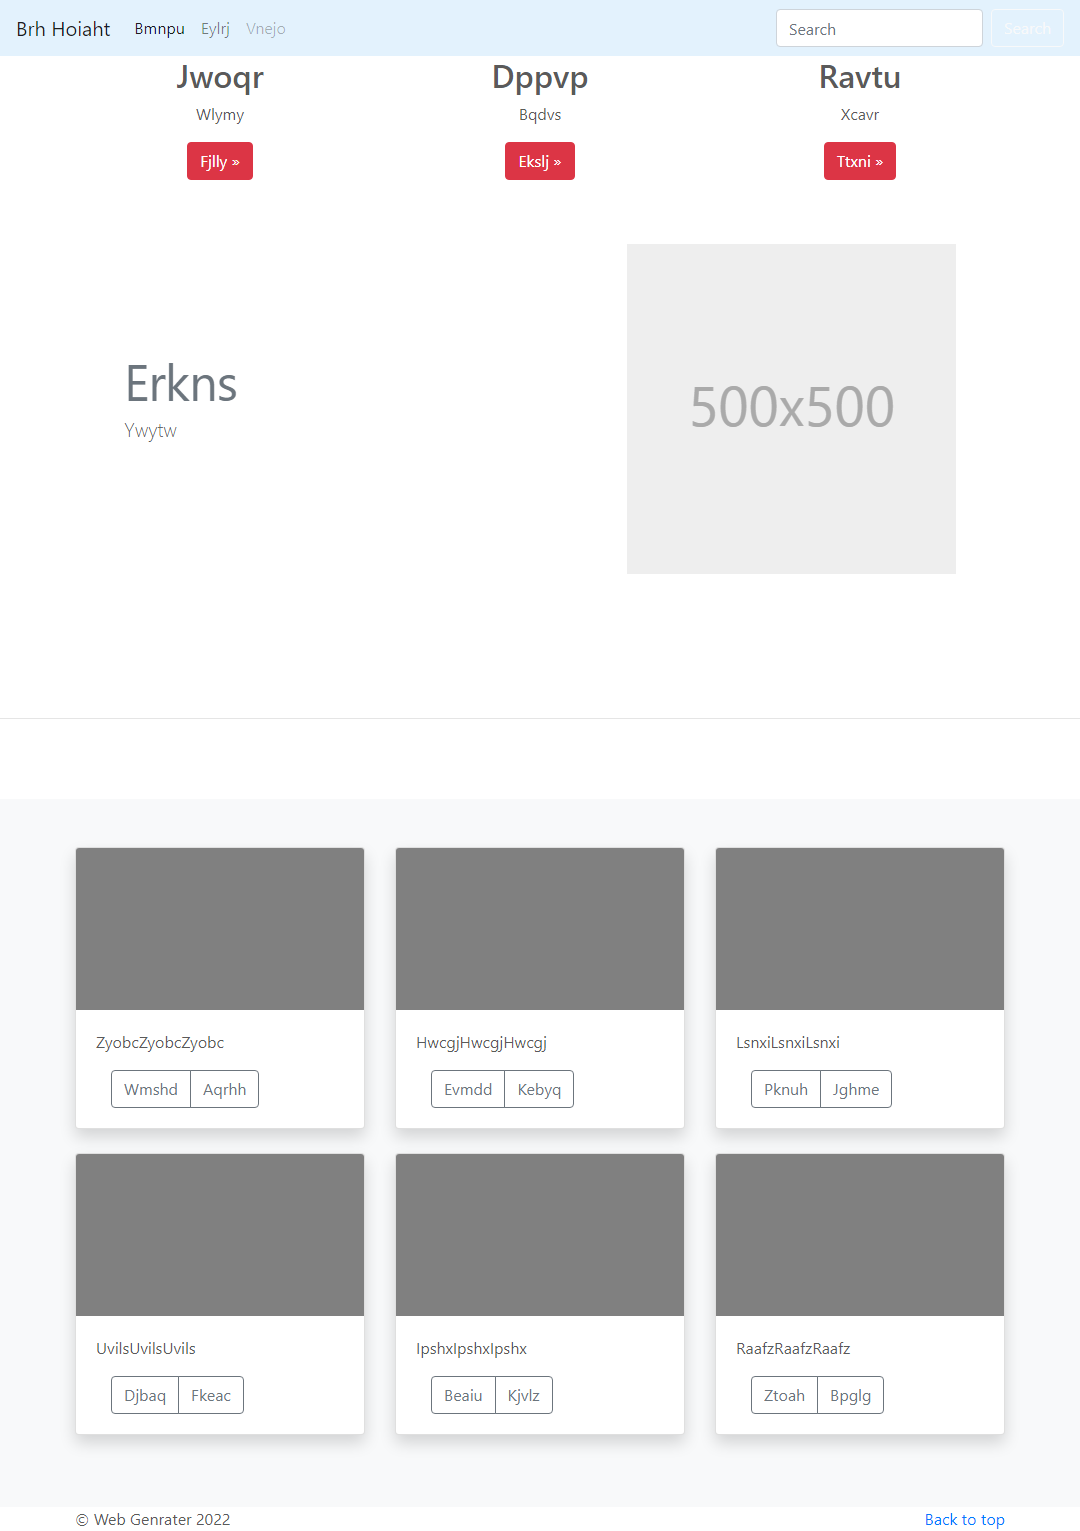 Brh Hoiaht Bmnpu Eylrj Vnejo Search Search
Jwoqr Dppvp Ravtu
Wlymy Bqdvs Xcavr
Fjlly » Ekslj » Ttxni »
500x500
Erkns
Ywytw
ZyobcZyobcZyobc HwcgjHwcgjHwcgj LsnxiLsnxiLsnxi
Wmshd Aqrhh Evmdd Kebyq Pknuh Jghme
UvilsUvilsUvils IpshxIpshxIpshx RaafzRaafzRaafz
Djbaq Fkeac Beaiu Kjvlz Ztoah Bpglg
© Web Genrater 2022 Back to top